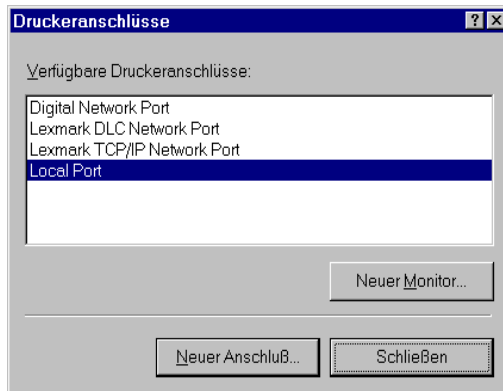 Druckeranschlüsse
Verfügbare Druckeranschlüsse:
Digital Network Port
Lexmark DLC Network Port
Lexmark TCP/IP Network Port
Local Port
Neuer Monitor...
Neuer Anschluß...
Schließen